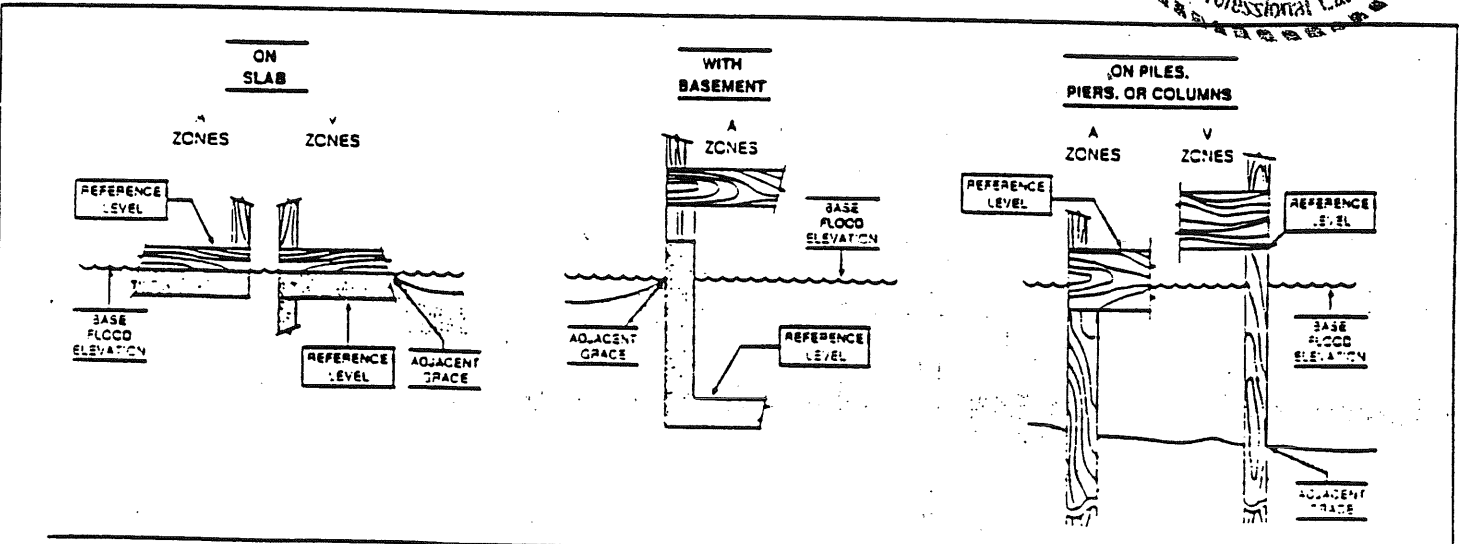 Professional
ON
SLAB
ZONES
V
ZONES
REFERENCE
LEVEL
BASE
FLOOD
ELEVATION
REFERENCE
LEVEL
ADJACENT
GRADE
WITH
BASEMENT
A
ZONES
BASE
FLOOD
ELEVATION
ADJACENT
GRADE
REFERENCE
LEVEL
ON PILES,
PIERS, OR COLUMNS
A
ZONES
V
ZONES
REFERENCE
LEVEL
REFERENCE
LEVEL
BASE
FLOOD
ELEVATION
ADJACENT
GRADE